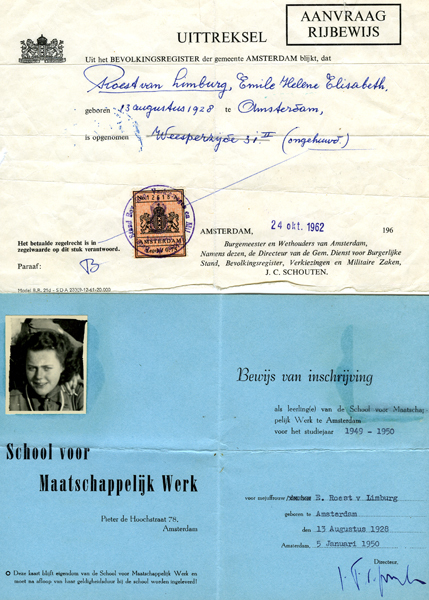 AANVRAAG
RIJBEWIJS
UITTREKSEL
Uit het BEVOLKINGSREGISTER der gemeente AMSTERDAM blijkt, dat
Roest van Limburg, Emile Helene Elisabeth,
geboren 13 augustus 1928 te Amsterdam,
is opgenomen Weesperzijde 31 II (ongehuwd)
AMSTERDAM
AMSTERDAM, 24 okt. 1962 196
Het betaalde zegelrecht is in
zegelwaarde op dit stuk verantwoord.
Paraaf: B
Burgemeester en Wethouders van Amsterdam,
Namens dezen, de Directeur van de Gem. Dienst voor Burgerlijke
Stand, Bevolkingsregister, Verkiezingen en Militaire Zaken,
J. C. SCHOUTEN.
Bewijs van inschrijving
als leerling(e) van de School voor Maatschap
pelijk Werk te Amsterdam
voor het studiejaar 1949 - 1950
School voor
Maatschappelijk Werk
Pieter de Hoochstraat 78,
Amsterdam
voor mejuffrouw E. Roest v Limburg
geboren te Amsterdam
den 13 Augustus 1928
Amsterdam, 5 Januari 1950
Directeur.
Deze kaart blijft eigendom van de School voor Maatschappelijk Werk en
moet na afloop van haar geldigheidsduur bij de school worden ingeleverd!